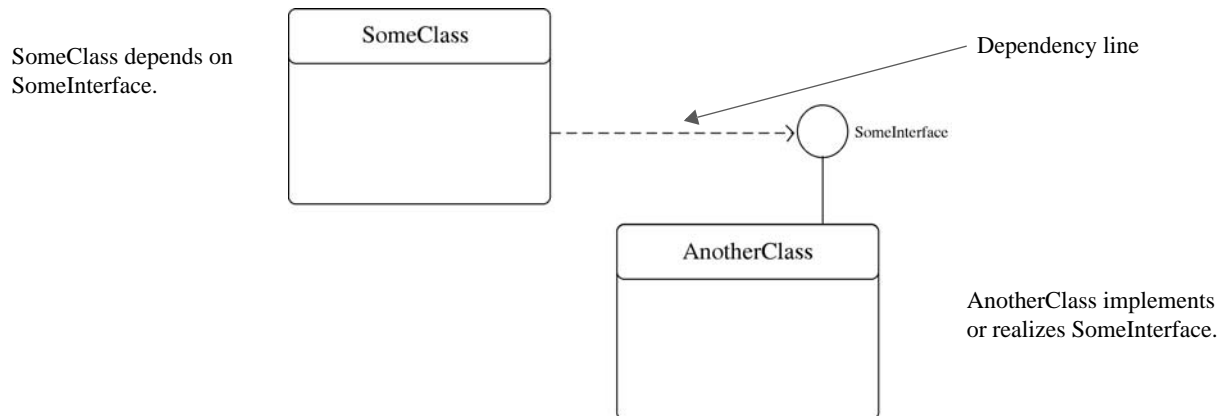 SomeClass
SomeClass depends on
SomeInterface.
Dependency line
SomeInterface
AnotherClass
AnotherClass implements
or realizes SomeInterface.